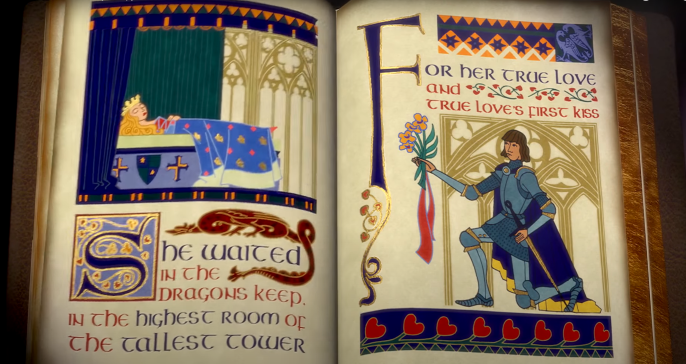 She waited
in the
dragons keep,
in the highest room of
the tallest tower
For her true love
and
true love's first kiss